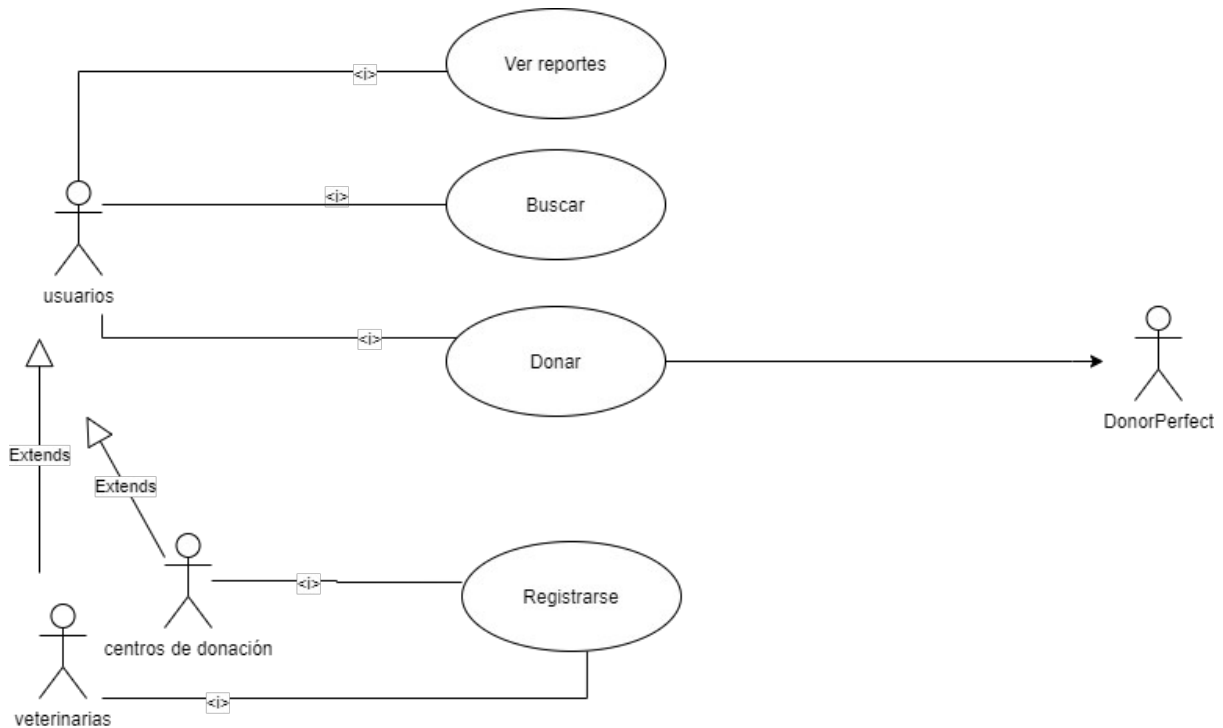 Ver reportes
<i>
Buscar
<i>
usuarios
<i>
Donar
DonorPerfect
Extends
Extends
<i>
Registrarse
centros de donación
<i>
veterinarias